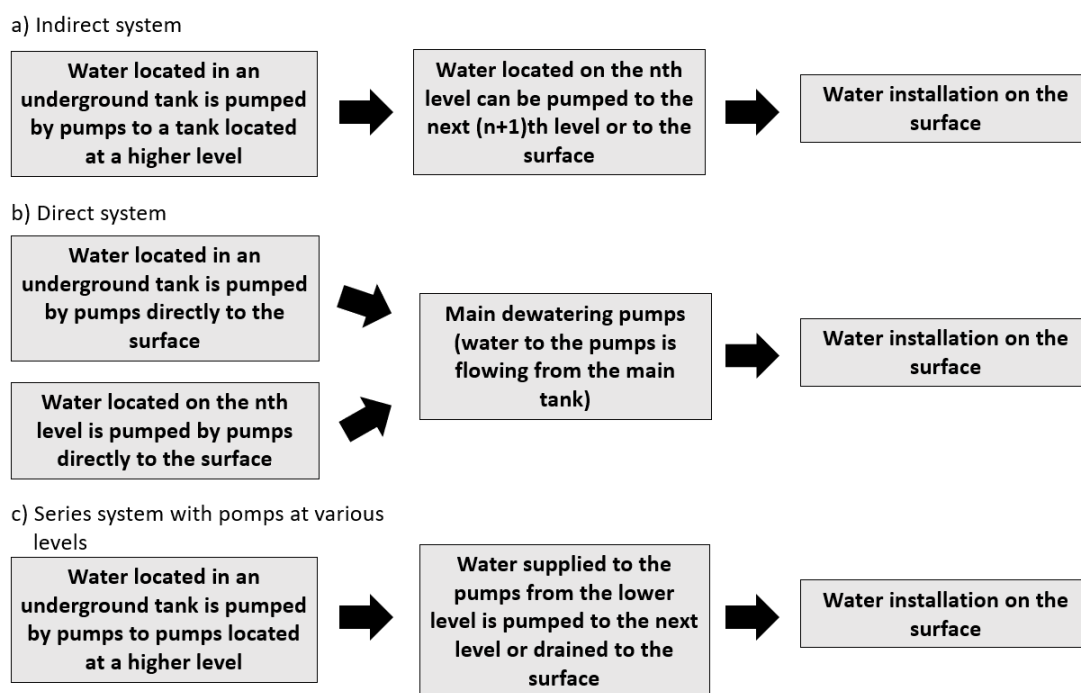 a) Indirect system
Water located in an
underground tank is pumped
by pumps to a tank located
at a higher level
Water located on the nth
level can be pumped to the
next (n+1)th level or to the
surface
Water installation on the
surface
b) Direct system
Water located in an
underground tank is pumped
by pumps directly to the
surface
Water located on the nth
level is pumped by pumps
directly to the surface
Main dewatering pumps
(water to the pumps is
flowing from the main
tank)
Water installation on the
surface
c) Series system with pomps at various
levels
Water located in an
underground tank is pumped
by pumps to pumps located
at a higher level
Water supplied to the
pumps from the lower
level is pumped to the next
level or drained to the
surface
Water installation on the
surface